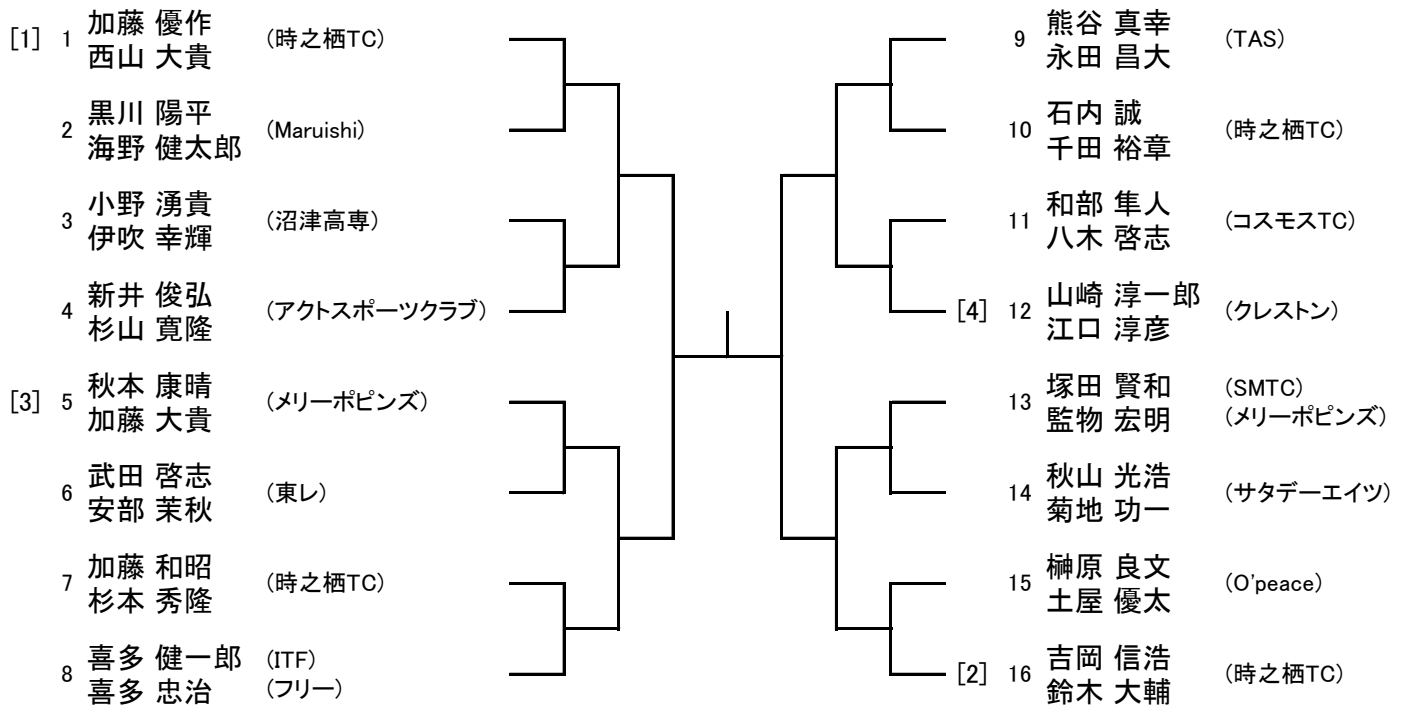 [1] 1 加藤 優作 (時之栖TC)
西山 大貴
2 黒川 陽平 (Maruishi)
海野 健太郎
3 小野 湧貴 (沼津高専)
伊吹 幸輝
4 新井 俊弘 (アクトスポーツクラブ)
杉山 寛隆
[3] 5 秋本 康晴 (メリーポピンズ)
加藤 大貴
6 武田 啓志 (東レ)
安部 茉秋
7 加藤 和昭 (時之栖TC)
杉本 秀隆
8 喜多 健一郎 (ITF)
喜多 忠治 (フリー)
9 熊谷 真幸 (TAS)
永田 昌大
10 石内 誠 (時之栖TC)
千田 裕章
11 和部 隼人 (コスモスTC)
八木 啓志
[4] 12 山崎 淳一郎 (クレストン)
江口 淳彦
13 塚田 賢和 (SMTC)
監物 宏明 (メリーポピンズ)
14 秋山 光浩 (サタデーエイツ)
菊地 功一
15 榊原 良文 (O'peace)
土屋 優太
[2] 16 吉岡 信浩 (時之栖TC)
鈴木 大輔